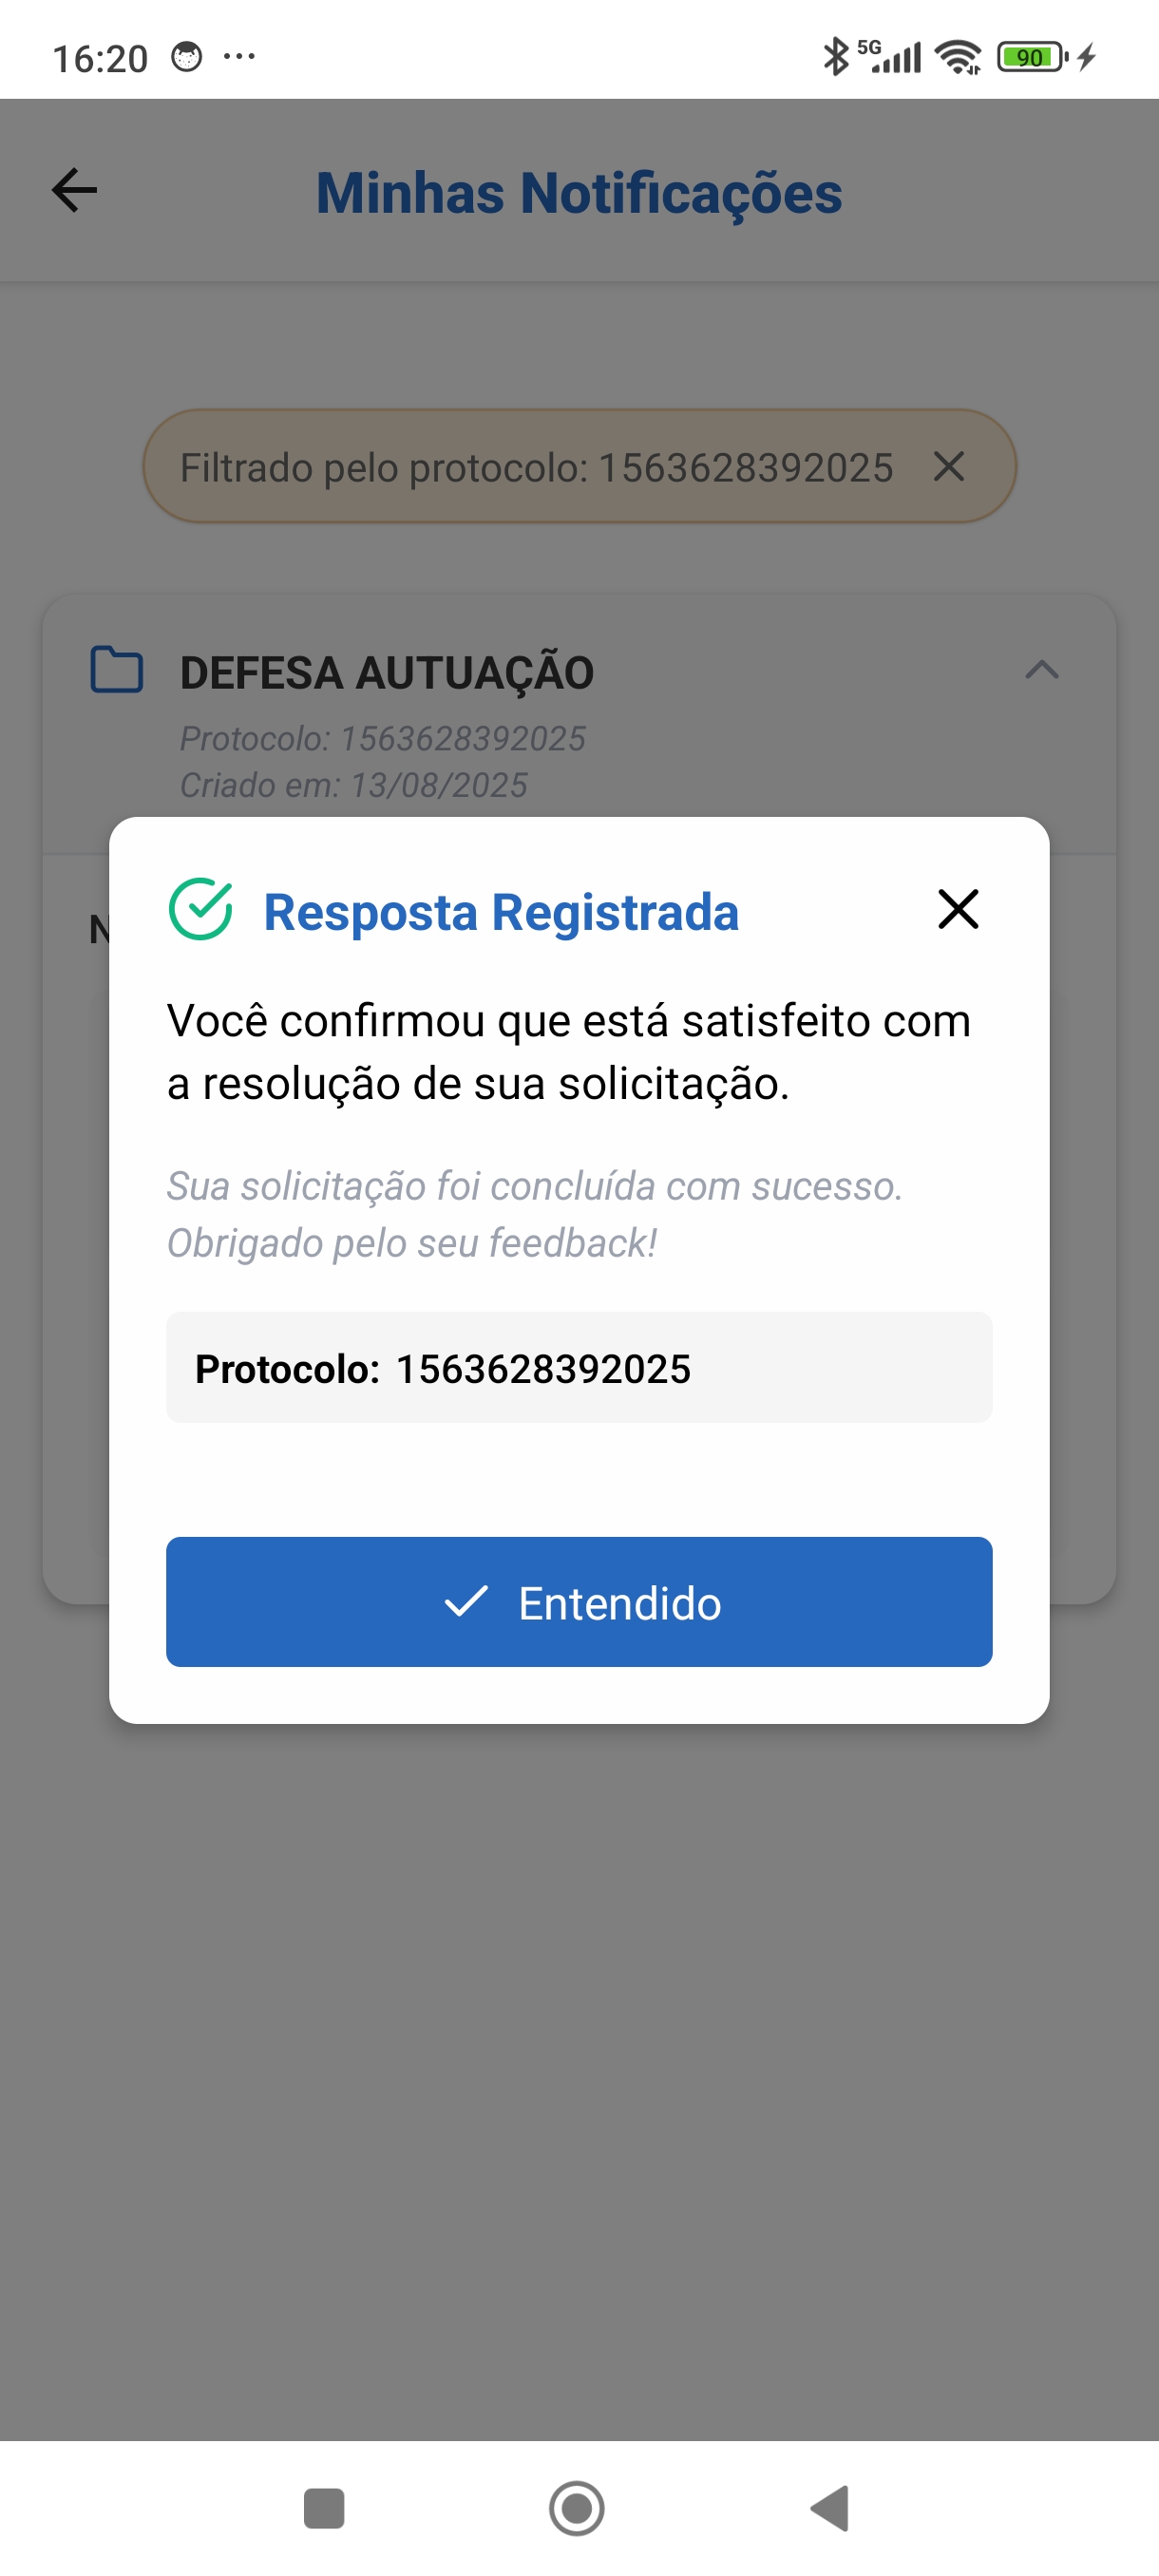 16:20
5G
90
Minhas Notificações
Filtrado pelo protocolo: 1563628392025
DEFESA AUTUAÇÃO
Protocolo: 1563628392025
Criado em: 13/08/2025
Resposta Registrada
Você confirmou que está satisfeito com
a resolução de sua solicitação.
Sua solicitação foi concluída com sucesso.
Obrigado pelo seu feedback!
Protocolo: 1563628392025
Entendido